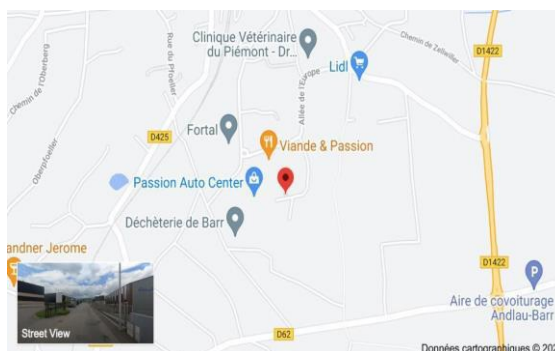 Clinique Vétérinaire
du Piémont - Dr...
Chemin de Zellwiller
D1422
Lidl
Rue du Pfoeller
Chemin de l'Oberberg
Allée de l'Europe
Fortal
D425
Viande & Passion
Oberpfoeller
Passion Auto Center
Déchèterie de Barr
andner Jerome
D1422
Aire de covoiturage
Andlau-Barr
Street View
D62
Données cartographiques © 202